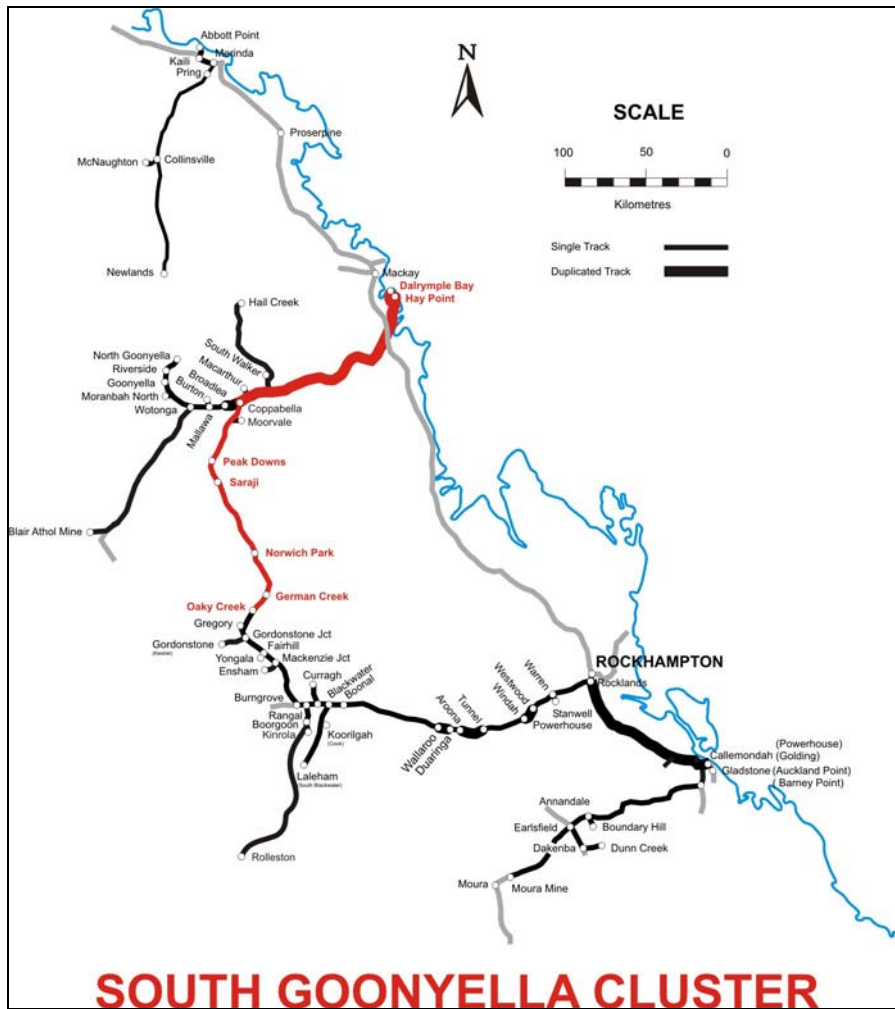 Abbott Point
Kaili
Merinda
Pring
N
SCALE
100 50 0
Kilometres
Single Track
Duplicated Track
Proserpine
McNaughton
Collinsville
Newlands
Mackay
Dalrymple Bay
Hay Point
Hail Creek
South Walker
Macarthur
Broadlea
Burton
North Goonyella
Riverside
Goonyella
Moranbah North
Wotonga
Mallawa
Coppabella
Moorvale
Peak Downs
Saraji
Blair Athol Mine
Norwich Park
German Creek
Oaky Creek
Gregory
Gordonstone Jct
Gordonstone
(Kestrel)
Fairhill
Yongala
Mackenzie Jct
Ensham
Curragh
Blackwater
Boonal
Burngrove
Rangal
Boorgoon
Kinrola
Koorilgah
(Cook)
Laleham
(South Blackwater)
Rolleston
Wallaroo
Duaringa
Aroona
Tunnel
Windah
Westwood
Warren
Stanwell
Powerhouse
ROCKHAMPTON
Rocklands
Callemondah (Powerhouse)
(Golding)
Gladstone (Auckland Point)
( Barney Point)
Annandale
Earlsfield
Boundary Hill
Dakenba
Dunn Creek
Moura
Moura Mine
SOUTH GOONYELLA CLUSTER